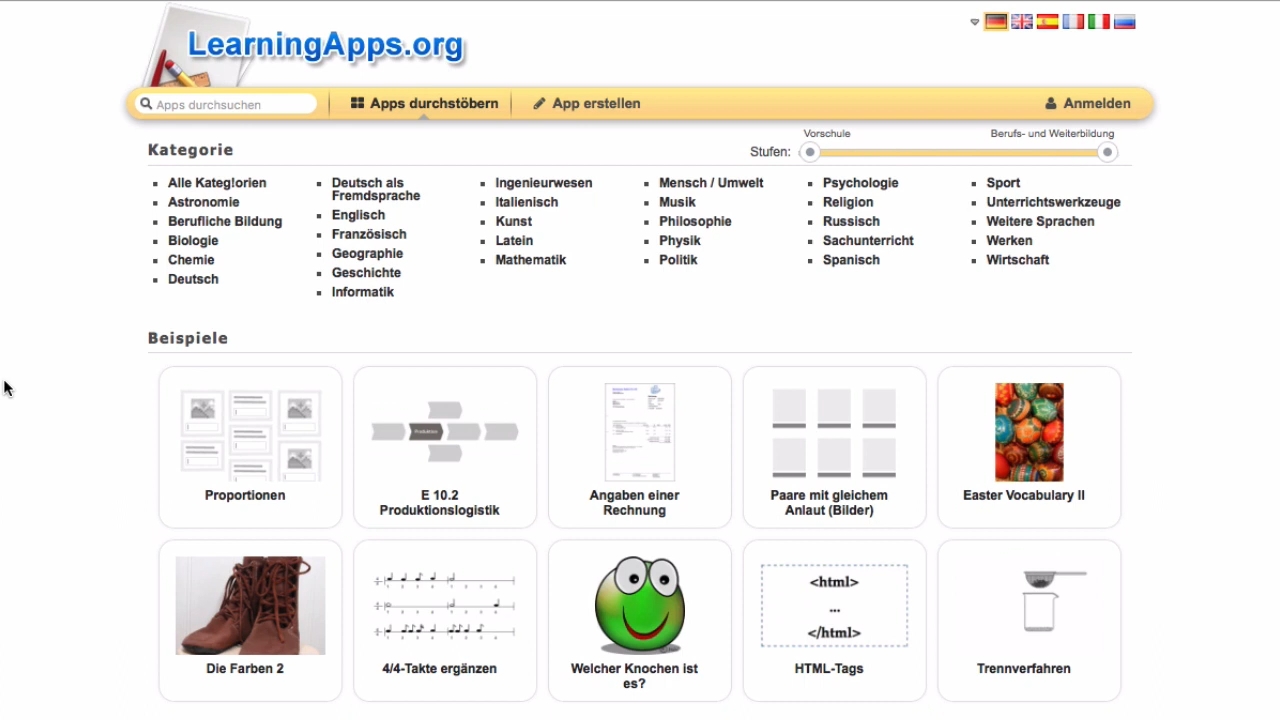 LearningApps.org
Apps durchsuchen
Apps durchstöbern
App erstellen
Anmelden
Kategorie
Stufen:
Vorschule
Berufs- und Weiterbildung
Alle Kategorien
Astronomie
Berufliche Bildung
Biologie
Chemie
Deutsch
Deutsch als
Fremdsprache
Englisch
Französisch
Geographie
Geschichte
Informatik
Ingenieurwesen
Italienisch
Kunst
Latein
Mathematik
Mensch / Umwelt
Musik
Philosophie
Physik
Politik
Psychologie
Religion
Russisch
Sachunterricht
Spanisch
Sport
Unterrichtswerkzeuge
Weitere Sprachen
Werken
Wirtschaft
Beispiele
Proportionen
Produktion
E 10.2
Produktionslogistik
Angaben einer
Rechnung
Paare mit gleichem
Anlaut (Bilder)
Easter Vocabulary II
Die Farben 2
4/4-Takte ergänzen
Welcher Knochen ist
es?
<html>
...
</html>
HTML-Tags
Trennverfahren